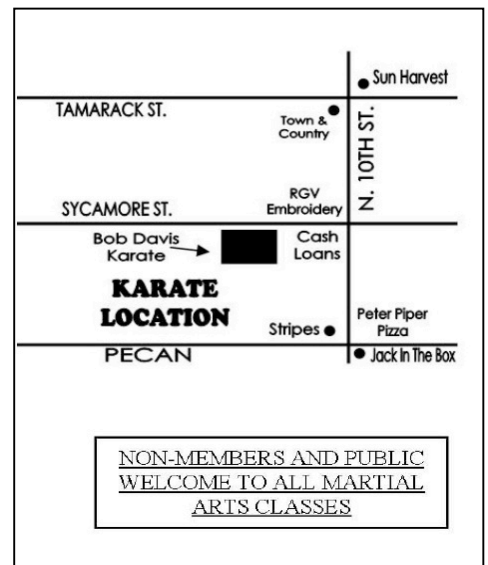 Sun Harvest
TAMARACK ST.
Town &
Country
N. 10TH ST.
RGV
Embroidery
SYCAMORE ST.
Bob Davis
Karate
Cash
Loans
KARATE
LOCATION
Stripes
Peter Piper
Pizza
PECAN
Jack In The Box
NON-MEMBERS AND PUBLIC
WELCOME TO ALL MARTIAL
ARTS CLASSES